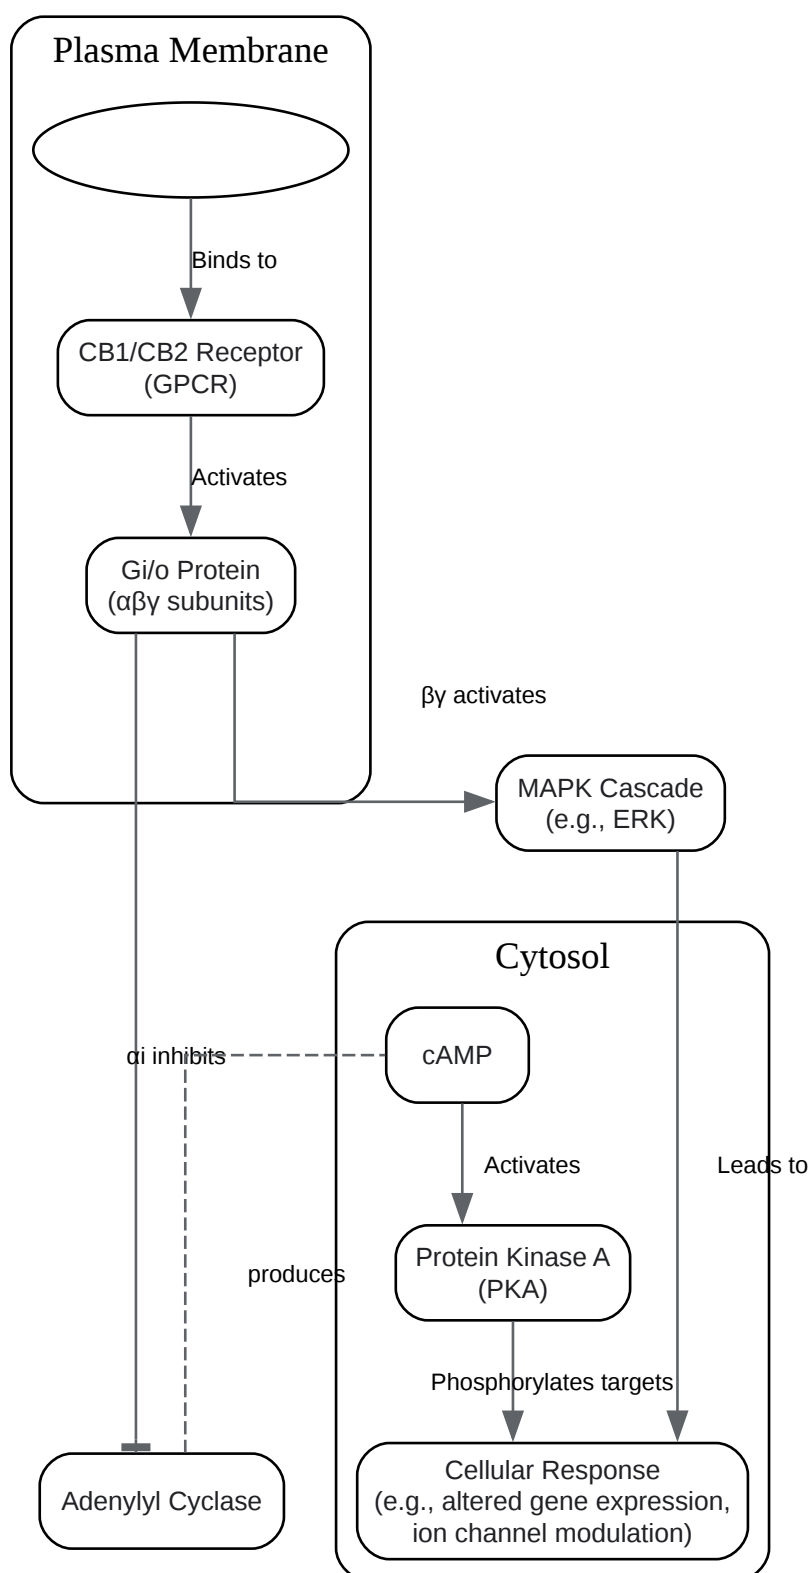 Plasma Membrane
Binds to
CB1/CB2 Receptor
(GPCR)
Activates
Gi/o Protein
(αβγ subunits)
βγ activates
MAPK Cascade
(e.g., ERK)
Cytosol
αi inhibits
cAMP
Activates
Leads to
produces
Protein Kinase A
(PKA)
Phosphorylates targets
Adenylyl Cyclase
Cellular Response
(e.g., altered gene expression,
ion channel modulation)